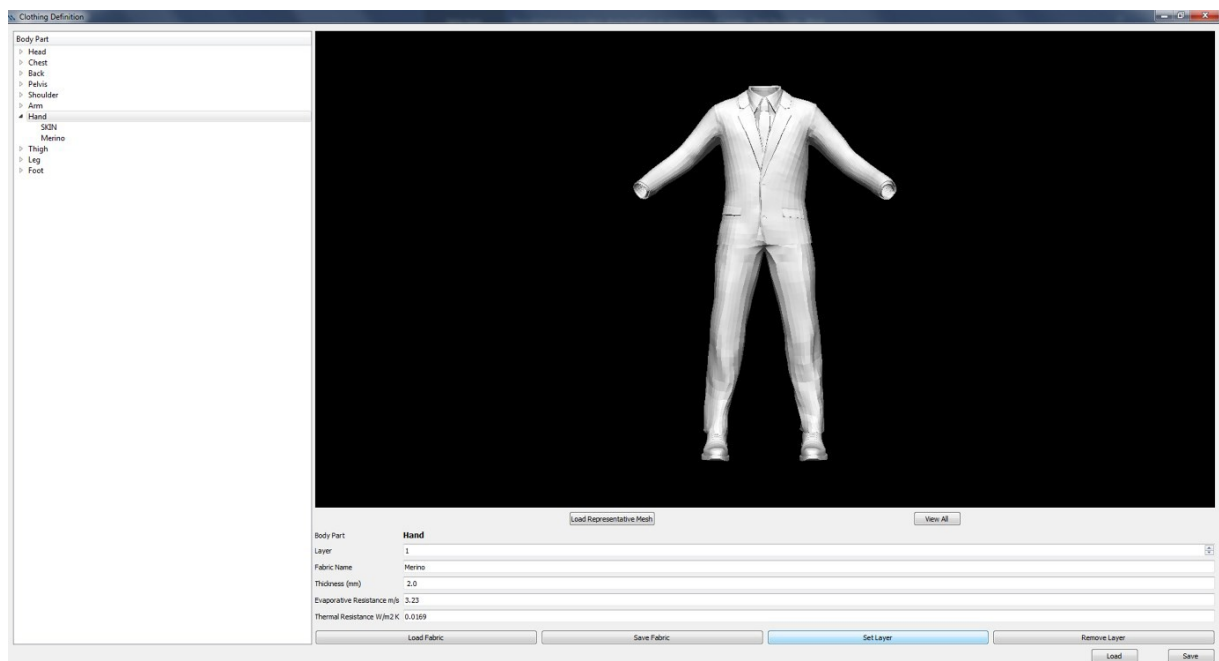 Clothing Definition
Body Part
Head
Chest
Back
Pelvis
Shoulder
Arm
Hand
SKIN
Merino
Thigh
Leg
Foot
Load Representative Mesh
View All
Body Part Hand
Layer 1
Fabric Name Merino
Thickness (mm) 2.0
Evaporative Resistance m/s 3.23
Thermal Resistance W/m2K 0.0169
Load Fabric Save Fabric Set Layer Remove Layer
Load Save